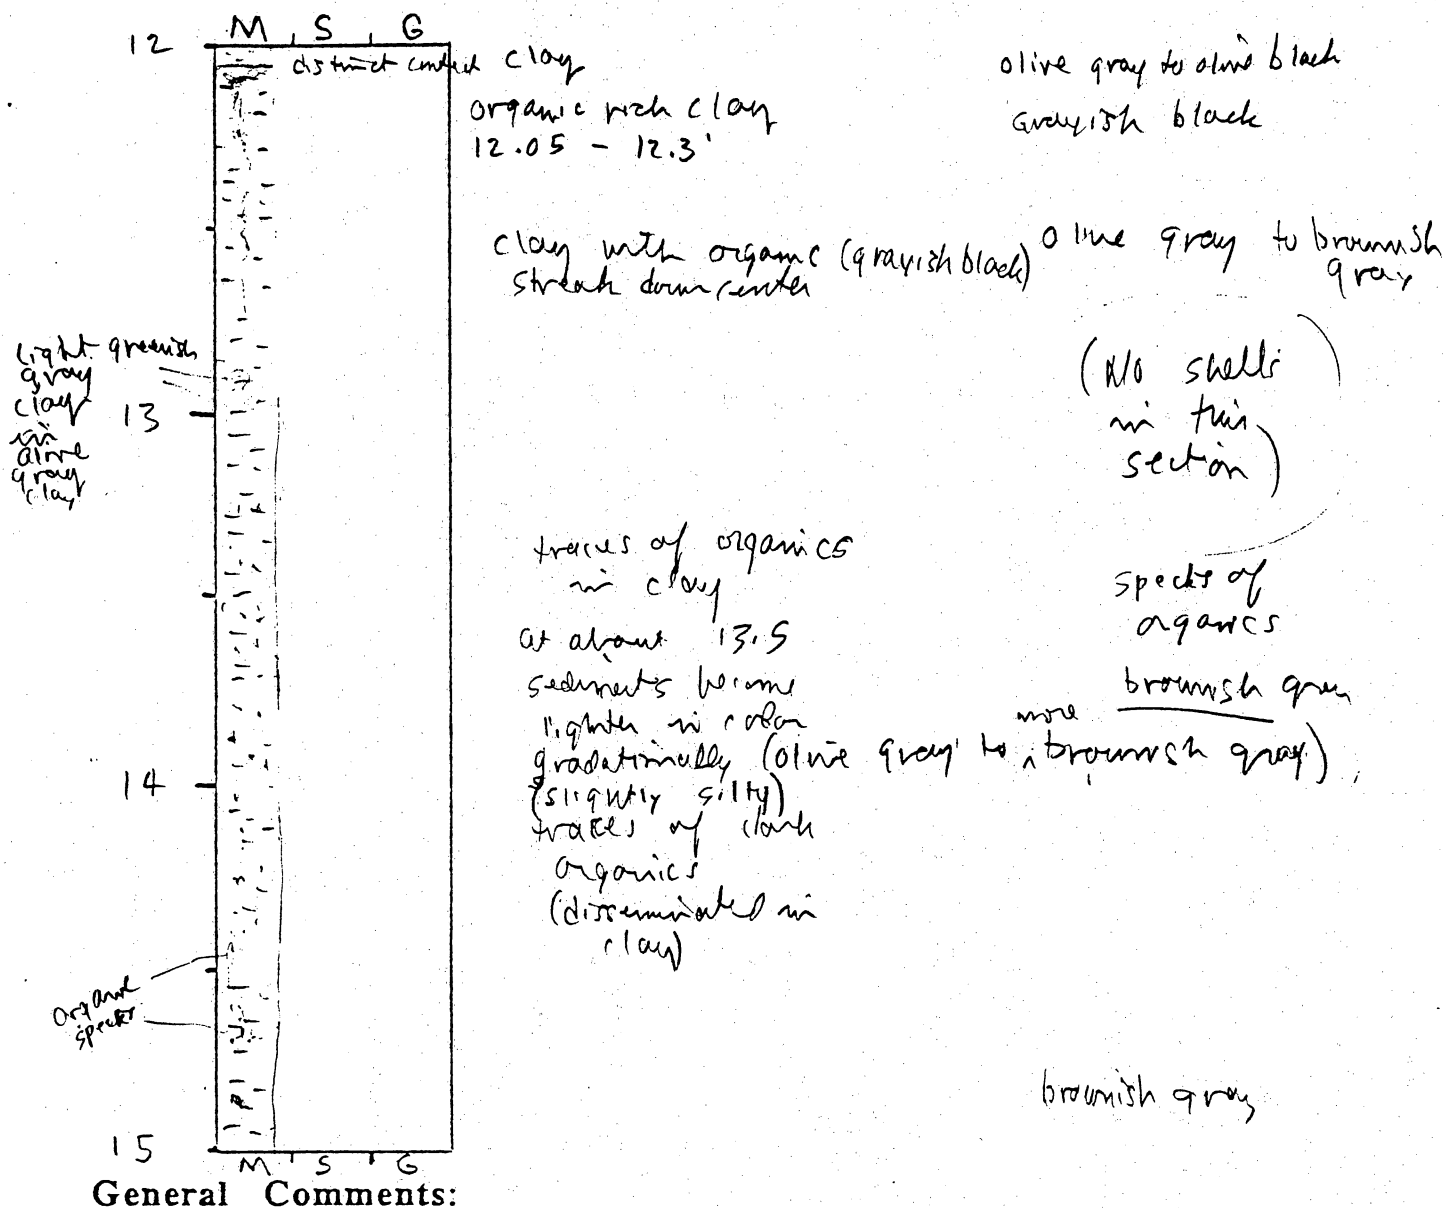 M S G
12
distinct contact clay
olive gray to olive black
organic rich clay
grayish black
12.05 - 12.3'
clay with organic (grayish black)
streak down center
olive gray to brownish
gray
light greenish
gray
clay
in
olive
gray
clay
13
(No shells
in this
section)
traces of organics
in clay
specks of
organics
at about 13.5
sediments become
lighter in color
gradationally (olive gray to more brownish gray)
brownish gray
14
(slightly silty)
traces of dark
organics
(disseminated in
clay)
organic
specks
brownish gray
15
M S G
General Comments: